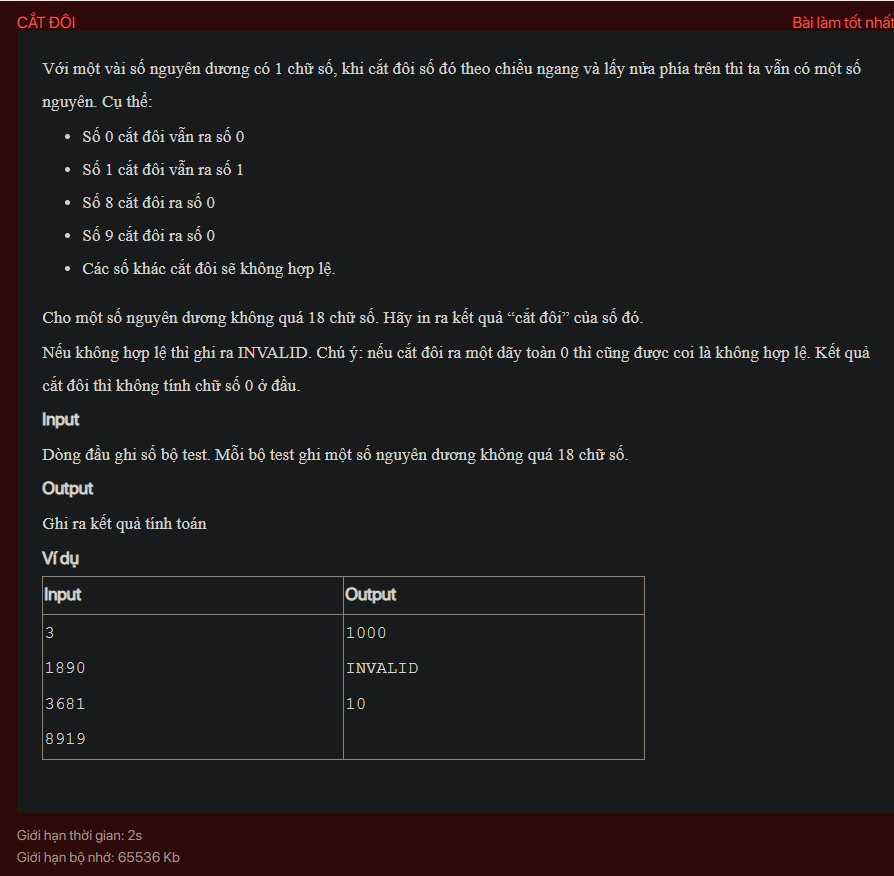 CẮT ĐÔI
Bài làm tốt nhất
Với một vài số nguyên dương có 1 chữ số, khi cắt đôi số đó theo chiều ngang và lấy nửa phía trên thì ta vẫn có một số
nguyên. Cụ thể:
• Số 0 cắt đôi vẫn ra số 0
• Số 1 cắt đôi vẫn ra số 1
• Số 8 cắt đôi ra số 0
• Số 9 cắt đôi ra số 0
• Các số khác cắt đôi sẽ không hợp lệ.
Cho một số nguyên dương không quá 18 chữ số. Hãy in ra kết quả “cắt đôi” của số đó.
Nếu không hợp lệ thì ghi ra INVALID. Chú ý: nếu cắt đôi ra một dãy toàn 0 thì cũng được coi là không hợp lệ. Kết quả
cắt đôi thì không tính chữ số 0 ở đầu.
Input
Dòng đầu ghi số bộ test. Mỗi bộ test ghi một số nguyên dương không quá 18 chữ số.
Output
Ghi ra kết quả tính toán
Ví dụ
Input Output
3 1000
1890 INVALID
3681 10
8919
Giới hạn thời gian: 2s
Giới hạn bộ nhớ: 65536 Kb